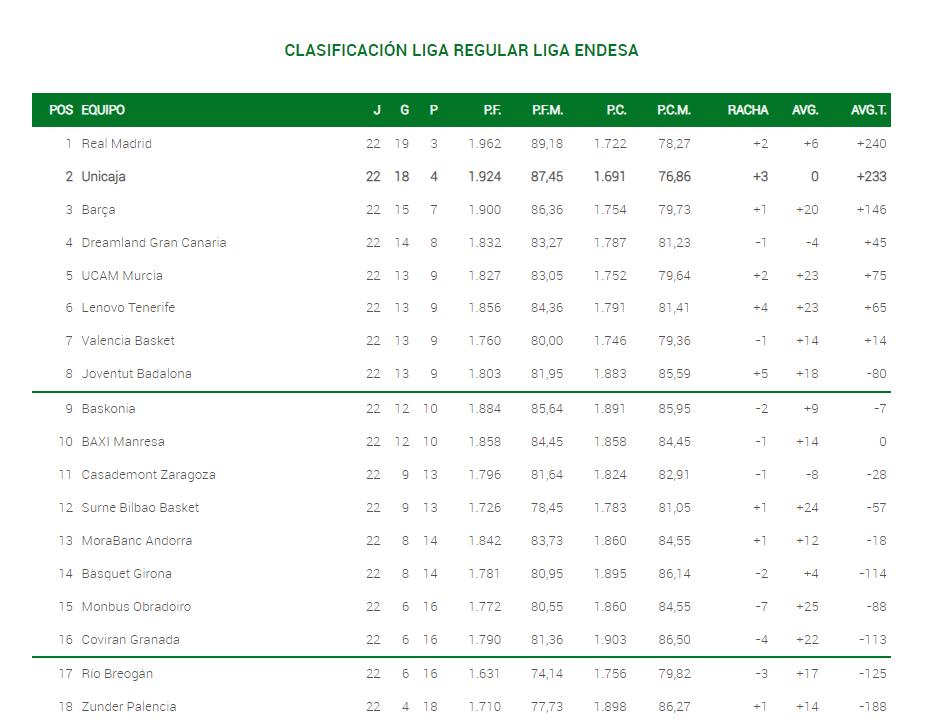 CLASIFICACIÓN LIGA REGULAR LIGA ENDESA
POS EQUIPO J G P P.F. P.F.M. P.C. P.C.M. RACHA AVG. AVG.T.
1 Real Madrid 22 19 3 1.962 89,18 1.722 78,27 +2 +6 +240
2 Unicaja 22 18 4 1.924 87,45 1.691 76,86 +3 0 +233
3 Barça 22 15 7 1.900 86,36 1.754 79,73 +1 +20 +146
4 Dreamland Gran Canaria 22 14 8 1.832 83,27 1.787 81,23 -1 -4 +45
5 UCAM Murcia 22 13 9 1.827 83,05 1.752 79,64 +2 +23 +75
6 Lenovo Tenerife 22 13 9 1.856 84,36 1.791 81,41 +4 +23 +65
7 Valencia Basket 22 13 9 1.760 80,00 1.746 79,36 -1 +14 +14
8 Joventut Badalona 22 13 9 1.803 81,95 1.883 85,59 +5 +18 -80
9 Baskonia 22 12 10 1.884 85,64 1.891 85,95 -2 +9 -7
10 BAXI Manresa 22 12 10 1.858 84,45 1.858 84,45 -1 +14 0
11 Casademont Zaragoza 22 9 13 1.796 81,64 1.824 82,91 -1 -8 -28
12 Surne Bilbao Basket 22 9 13 1.726 78,45 1.783 81,05 +1 +24 -57
13 MoraBanc Andorra 22 8 14 1.842 83,73 1.860 84,55 +1 +12 -18
14 Bàsquet Girona 22 8 14 1.781 80,95 1.895 86,14 -2 +4 -114
15 Monbus Obradoiro 22 6 16 1.772 80,55 1.860 84,55 -7 +25 -88
16 Coviran Granada 22 6 16 1.790 81,36 1.903 86,50 -4 +22 -113
17 Río Breogán 22 6 16 1.631 74,14 1.756 79,82 -3 +17 -125
18 Zunder Palencia 22 4 18 1.710 77,73 1.898 86,27 +1 +14 -188